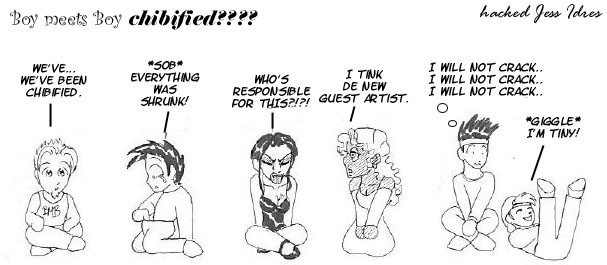 Boy meets Boy chibified????
hacked Jess Idres
WE'VE...
WE'VE BEEN
CHIBIFIED.
*SOB*
EVERYTHING
WAS
SHRUNK!
WHO'S
RESPONSIBLE
FOR THIS?!?!
I TINK
DE NEW
GUEST ARTIST.
I WILL NOT CRACK..
I WILL NOT CRACK..
I WILL NOT CRACK..
*GIGGLE*
I'M TINY!
BMB